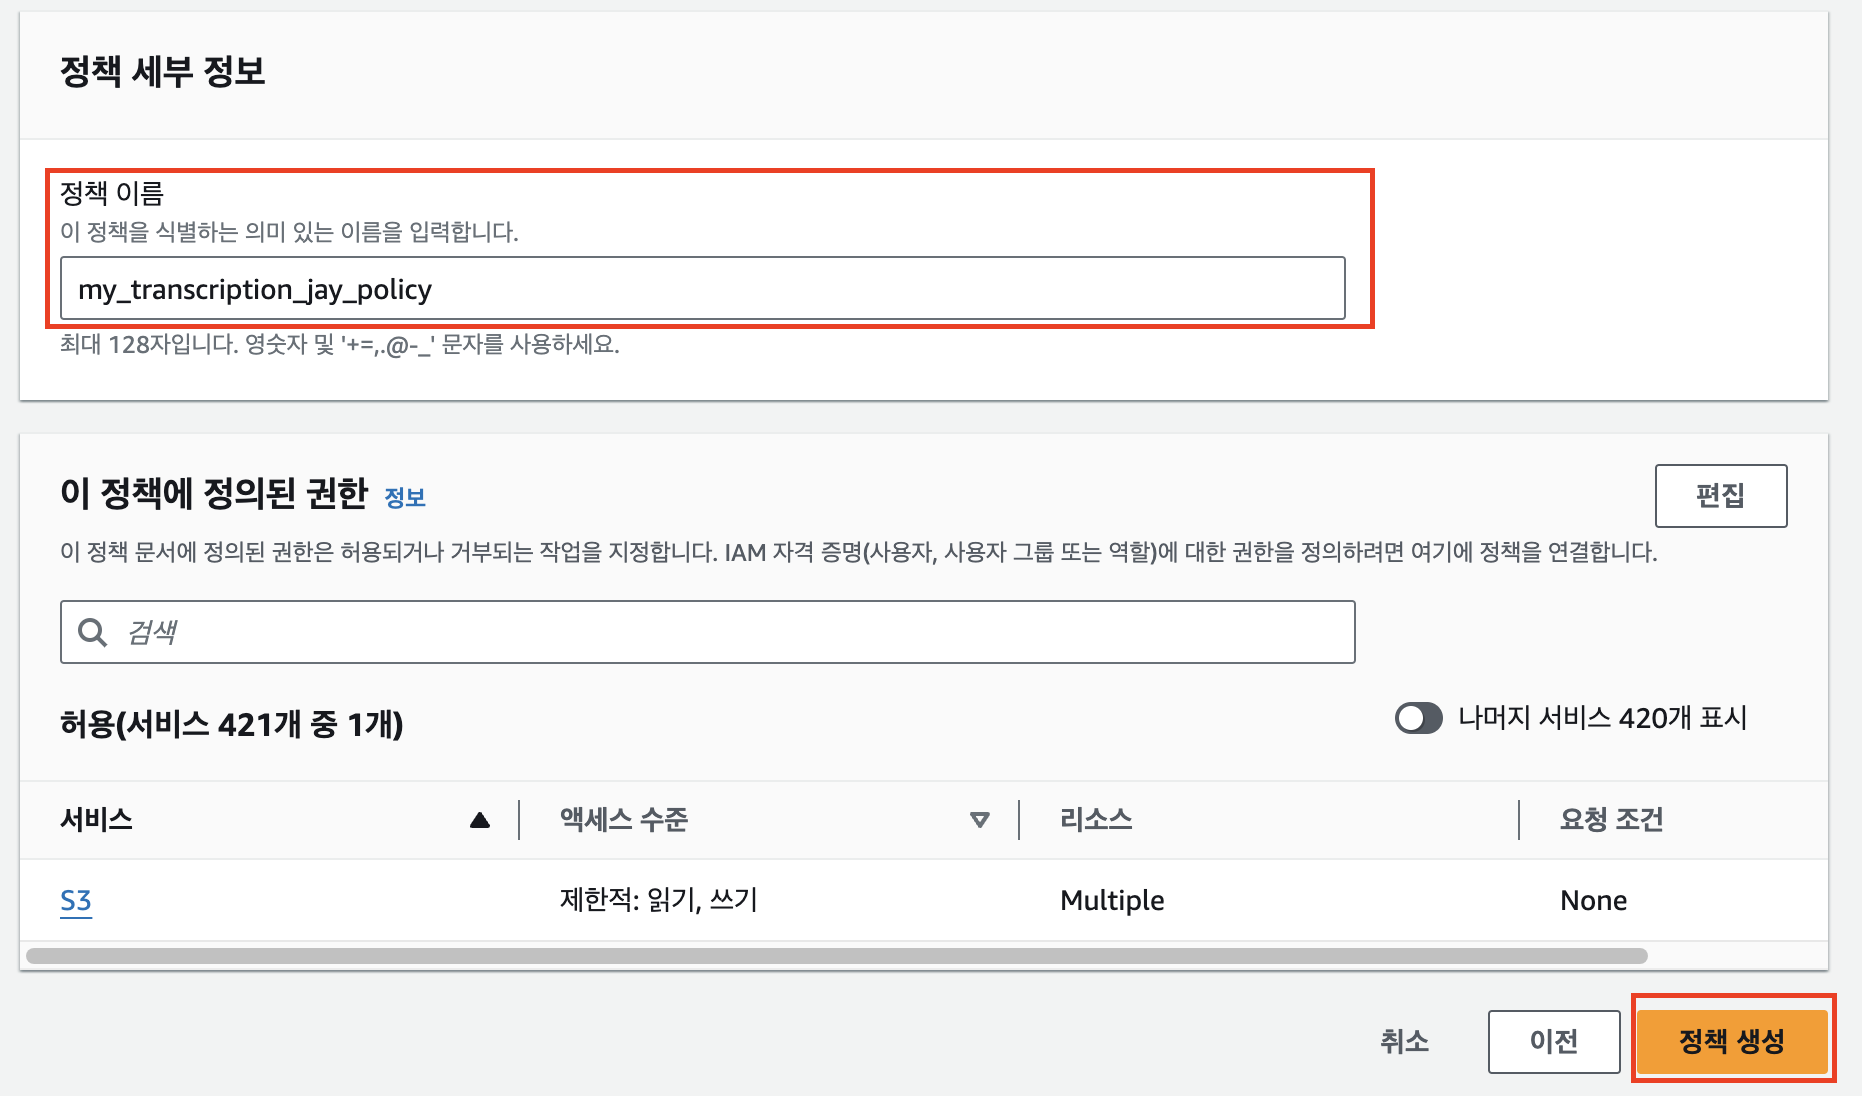 정책 세부 정보
정책 이름
이 정책을 식별하는 의미 있는 이름을 입력합니다.
my_transcription_jay_policy
최대 128자입니다. 영숫자 및 '+=,.@-_' 문자를 사용하세요.
이 정책에 정의된 권한 정보
편집
이 정책 문서에 정의된 권한은 허용되거나 거부되는 작업을 지정합니다. IAM 자격 증명(사용자, 사용자 그룹 또는 역할)에 대한 권한을 정의하려면 여기에 정책을 연결합니다.
검색
허용(서비스 421개 중 1개)
나머지 서비스 420개 표시
서비스 액세스 수준 리소스 요청 조건
S3 제한적: 읽기, 쓰기 Multiple None
취소 이전 정책 생성